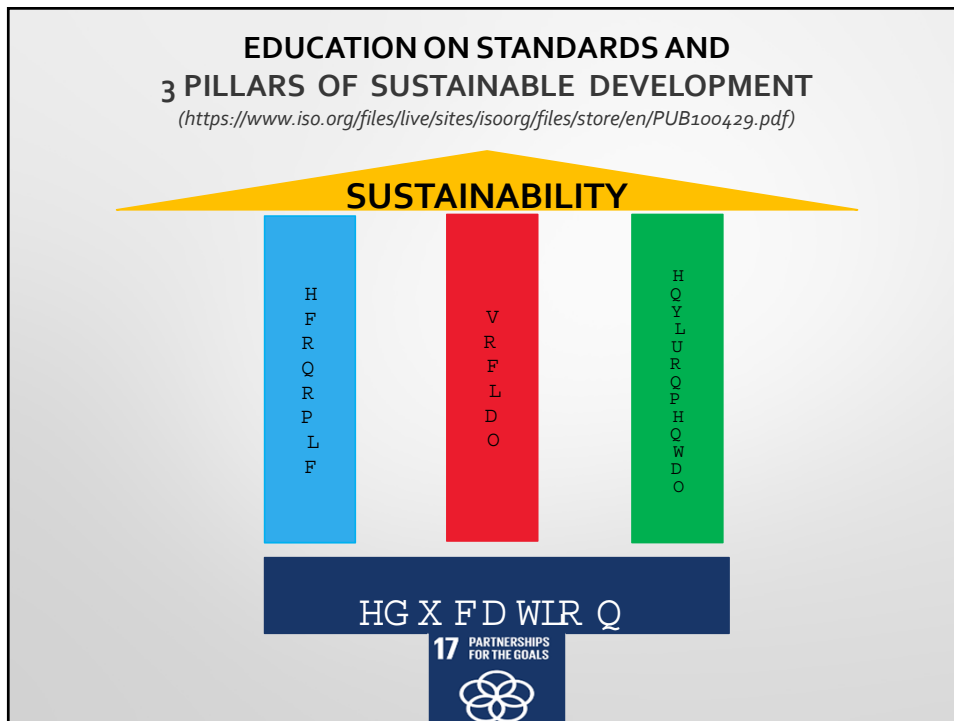 EDUCATION ON STANDARDS AND
3 PILLARS OF SUSTAINABLE DEVELOPMENT
(https://www.iso.org/files/live/sites/isoorg/files/store/en/PUB100429.pdf)
SUSTAINABILITY
H
F
R
Q
R
P
L
F
V
R
F
L
D
O
H
Q
Y
L
U
R
Q
P
H
Q
W
D
O
HG X FD WLR Q
17 PARTNERSHIPS
FOR THE GOALS